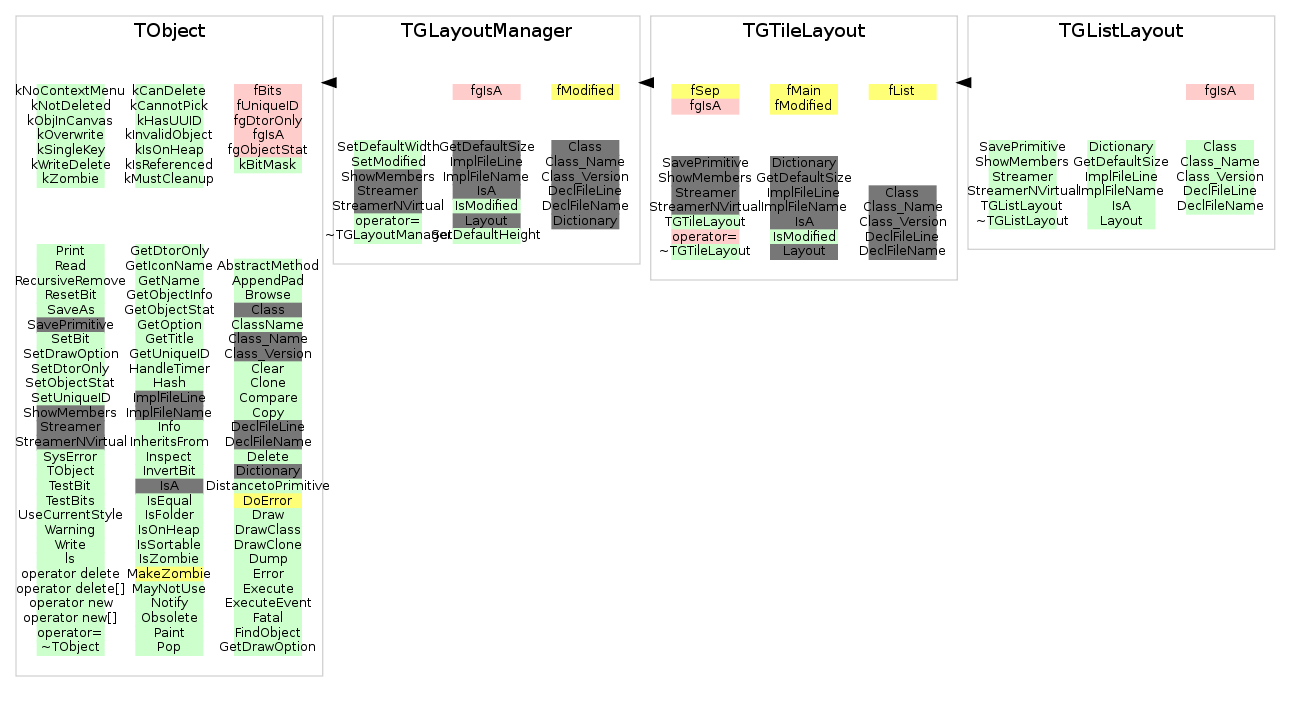 TObject
kNoContextMenu kCanDelete fBits
kNotDeleted kCannotPick fUniqueID
kObjInCanvas kHasUUID fgDtorOnly
kOverwrite kInvalidObject fgIsA
kSingleKey kIsOnHeap fgObjectStat
kWriteDelete kIsReferenced kBitMask
kZombie kMustCleanup
Print GetDtorOnly
Read GetIconName AbstractMethod
RecursiveRemove GetName AppendPad
ResetBit GetObjectInfo Browse
SaveAs GetObjectStat Class
SavePrimitive GetOption ClassName
SetBit GetTitle Class_Name
SetDrawOption GetUniqueID Class_Version
SetDtorOnly HandleTimer Clear
SetObjectStat Hash Clone
SetUniqueID ImplFileLine Compare
ShowMembers ImplFileName Copy
Streamer Info DeclFileLine
StreamerNVirtual InheritsFrom DeclFileName
SysError Inspect Delete
TObject InvertBit Dictionary
TestBit IsA DistancetoPrimitive
TestBits IsEqual DoError
UseCurrentStyle IsFolder Draw
Warning IsOnHeap DrawClass
Write IsSortable DrawClone
ls IsZombie Dump
operator delete MakeZombie Error
operator delete[] MayNotUse Execute
operator new Notify ExecuteEvent
operator new[] Obsolete Fatal
operator= Paint FindObject
~TObject Pop GetDrawOption
TGLayoutManager
fgIsA fModified
SetDefaultWidth GetDefaultSize Class
SetModified ImplFileLine Class_Name
ShowMembers ImplFileName Class_Version
Streamer IsA DeclFileLine
StreamerNVirtual IsModified DeclFileName
operator= Layout Dictionary
~TGLayoutManager SetDefaultHeight
TGTileLayout
fSep fMain fList
fgIsA fModified
SavePrimitive Dictionary
ShowMembers GetDefaultSize
Streamer ImplFileLine Class
StreamerNVirtual ImplFileName Class_Name
TGTileLayout IsA Class_Version
operator= IsModified DeclFileLine
~TGTileLayout Layout DeclFileName
TGListLayout
fgIsA
SavePrimitive Dictionary Class
ShowMembers GetDefaultSize Class_Name
Streamer ImplFileLine Class_Version
StreamerNVirtual ImplFileName DeclFileLine
TGListLayout IsA DeclFileName
~TGListLayout Layout